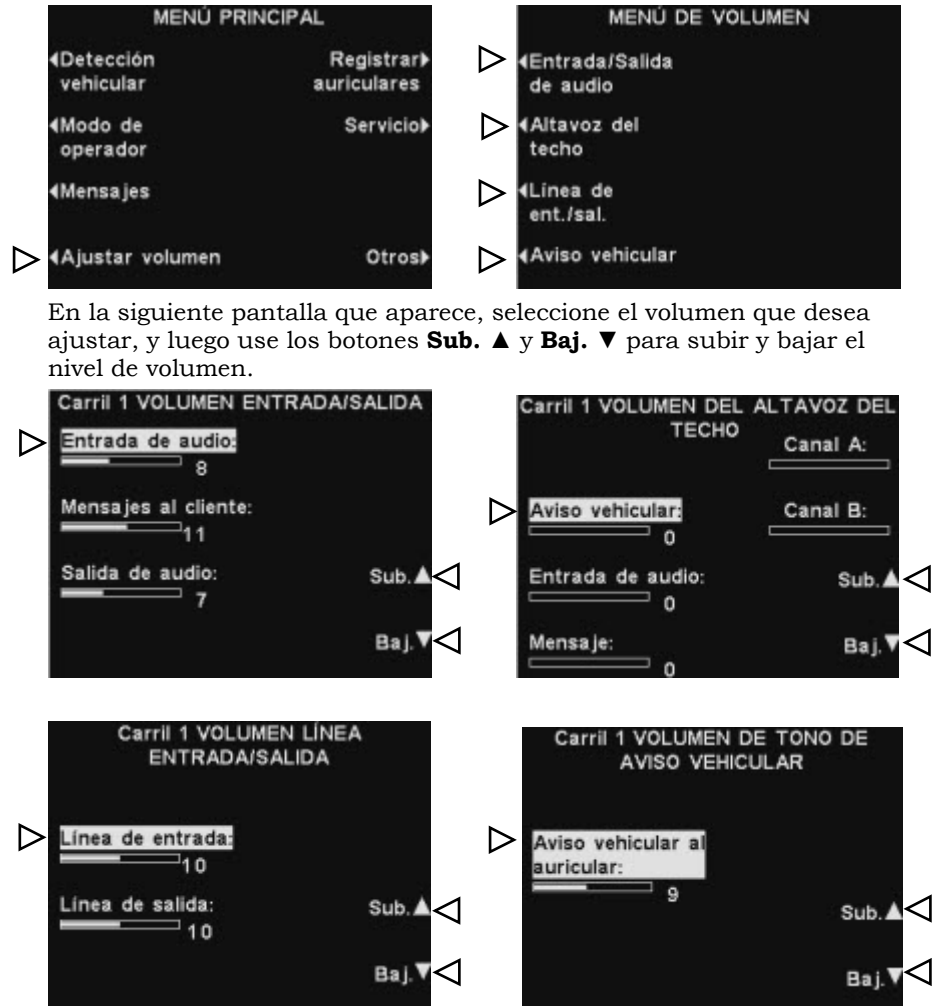 MENÚ PRINCIPAL
◀Detección vehicular
Registrar▶ auriculares
◀Modo de operador
Servicio▶
◀Mensajes
◀Ajustar volumen
Otros▶
MENÚ DE VOLUMEN
◀Entrada/Salida de audio
◀Altavoz del techo
◀Línea de ent./sal.
◀Aviso vehicular
En la siguiente pantalla que aparece, seleccione el volumen que desea
ajustar, y luego use los botones Sub. ▲ y Baj. ▼ para subir y bajar el
nivel de volumen.
Carril 1 VOLUMEN ENTRADA/SALIDA
Entrada de audio:
8
Mensajes al cliente:
11
Salida de audio:
7
Sub.▲
Baj.▼
Carril 1 VOLUMEN DEL ALTAVOZ DEL
TECHO
Canal A:
Aviso vehicular:
0
Canal B:
Entrada de audio:
0
Sub.▲
Mensaje:
0
Baj.▼
Carril 1 VOLUMEN LÍNEA
ENTRADA/SALIDA
Línea de entrada:
10
Línea de salida:
10
Sub.▲
Baj.▼
Carril 1 VOLUMEN DE TONO DE
AVISO VEHICULAR
Aviso vehicular al
auricular:
9
Sub.▲
Baj.▼